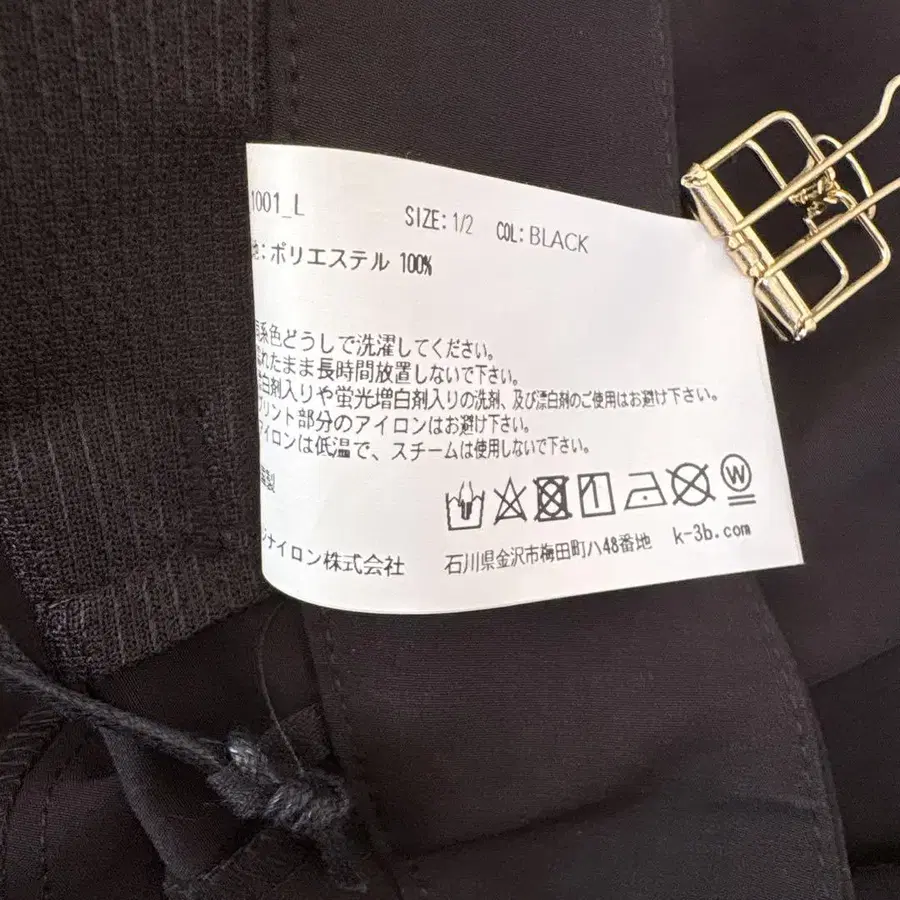 1001_L SIZE: 1/2 COL: BLACK
地: ポリエステル 100%
同系色どうしで洗濯してください。
濡れたまま長時間放置しないで下さい。
蛍白剤入りや蛍光増白剤入りの洗剤、及び漂白剤のご使用はお避け下さい。
プリント部分のアイロンはお避け下さい。
アイロンは低温で、スチームは使用しないで下さい。
製
ナイロン株式会社 石川県金沢市梅田町ハ48番地 k-3b.com
W